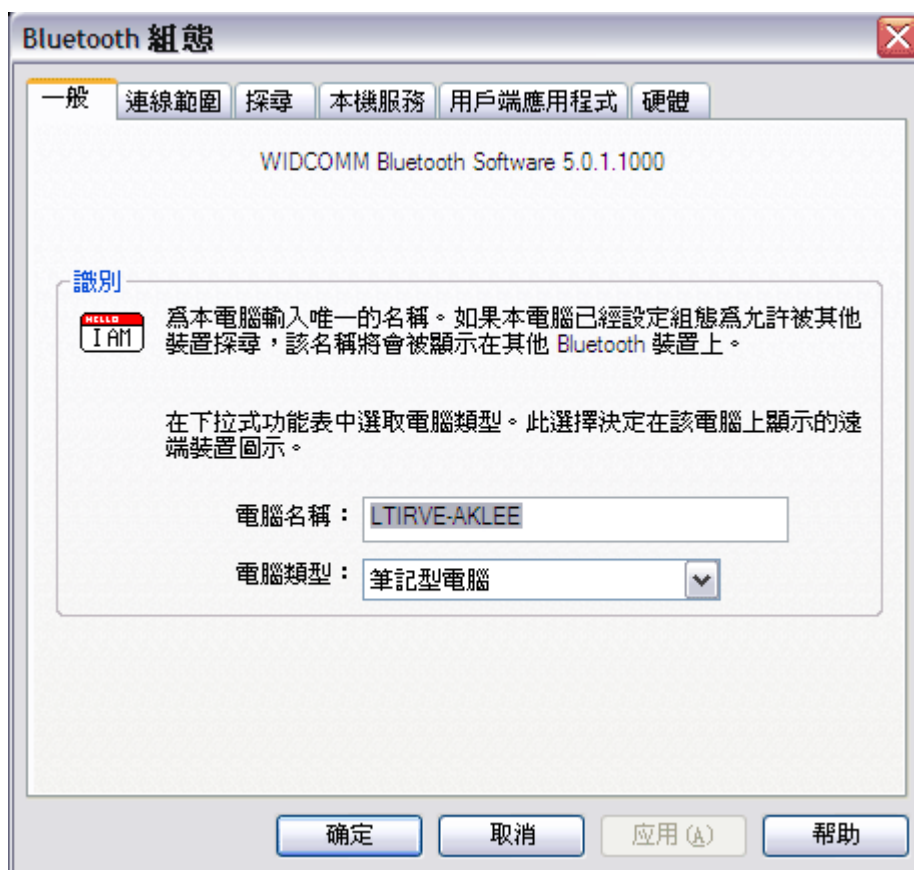 Bluetooth 組態
一般 連線範圍 探尋 本機服務 用戶端應用程式 硬體
WIDCOMM Bluetooth Software 5.0.1.1000
識別
HELLO
I AM
爲本電腦輸入唯一的名稱。如果本電腦已經設定組態爲允許被其他
裝置探尋，該名稱將會被顯示在其他 Bluetooth 裝置上。
在下拉式功能表中選取電腦類型。此選擇決定在該電腦上顯示的遠
端裝置圖示。
電腦名稱： LTIRVE-AKLEE
電腦類型： 筆記型電腦
确定 取消 应用(A) 帮助